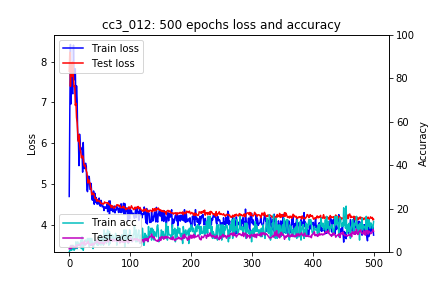 cc3_012: 500 epochs loss and accuracy
Train loss
Test loss
Train acc
Test acc
Loss
Accuracy
8
7
6
5
4
100
80
60
40
20
0
0 100 200 300 400 500